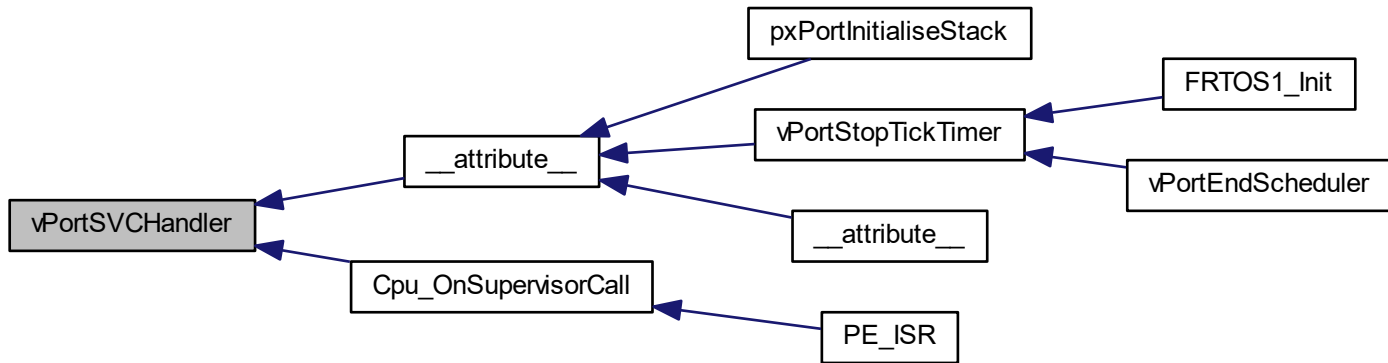 pxPortInitialiseStack
FRTOS1_Init
vPortStopTickTimer
__attribute__
vPortEndScheduler
vPortSVCHandler
__attribute__
Cpu_OnSupervisorCall
PE_ISR